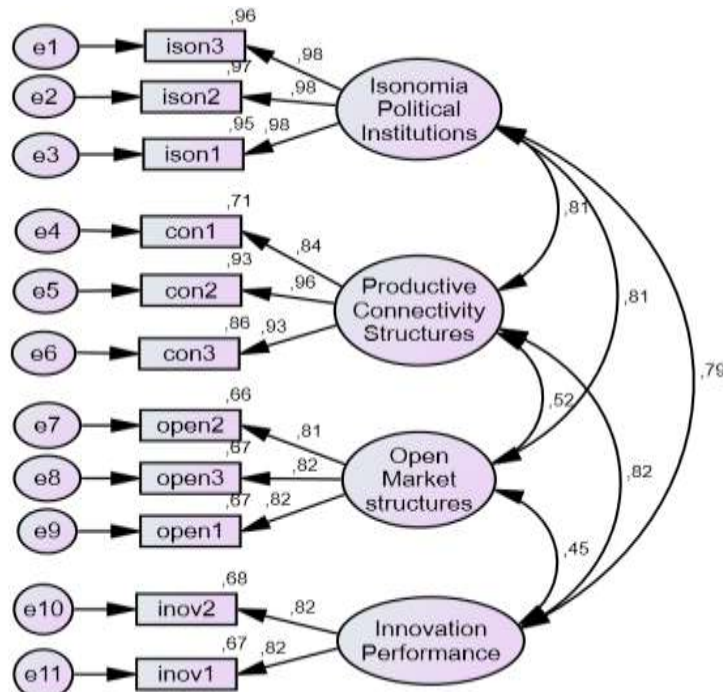 ,96
e1
ison3
,98
Isonomia
Political
Institutions
,97
e2
ison2
,98
,95
,98
e3
ison1
,71
e4
con1
,84
,81
,93
e5
con2
,96
Productive
Connectivity
Structures
,81
,86
,93
e6
con3
,79
,66
e7
open2
,81
,52
,67
e8
open3
,82
Open
Market
structures
,82
,67
,82
e9
open1
,45
,68
e10
inov2
,82
Innovation
Performance
,67
,82
e11
inov1